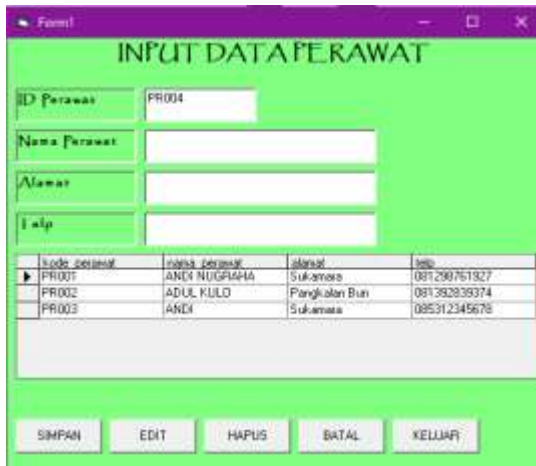 Form1
INPUT DATA PERAWAT
ID Perawat PR004
Nama Perawat
Alamat
Telp
kode_perawat nama_perawat alamat telp
PR001 ANDI NUGRAHA Sukamara 081298761927
PR002 ADUL KULO Pangkalan Bun 081392839374
PR003 ANDI Sukamara 085312345678
SIMPAN EDIT HAPUS BATAL KELUAR